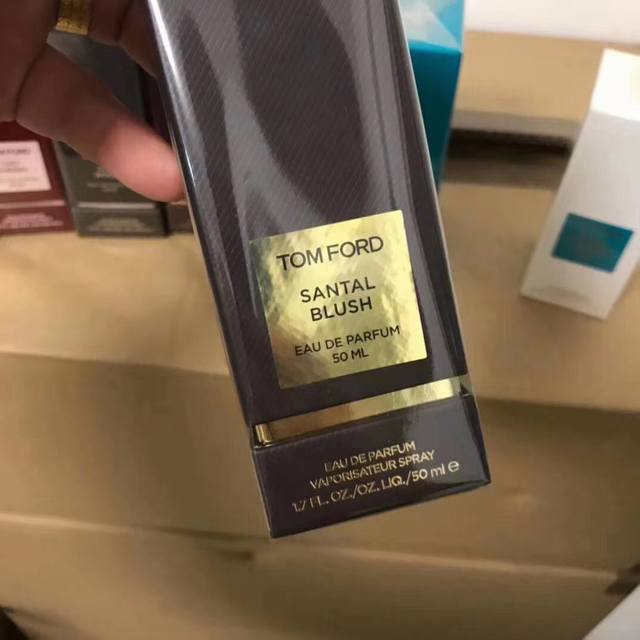 TOM FORD
SANTAL
BLUSH
EAU DE PARFUM
50 ML
EAU DE PARFUM
VAPORISATEUR SPRAY
1.7 FL. OZ./OZ. LIQ./50 ml e